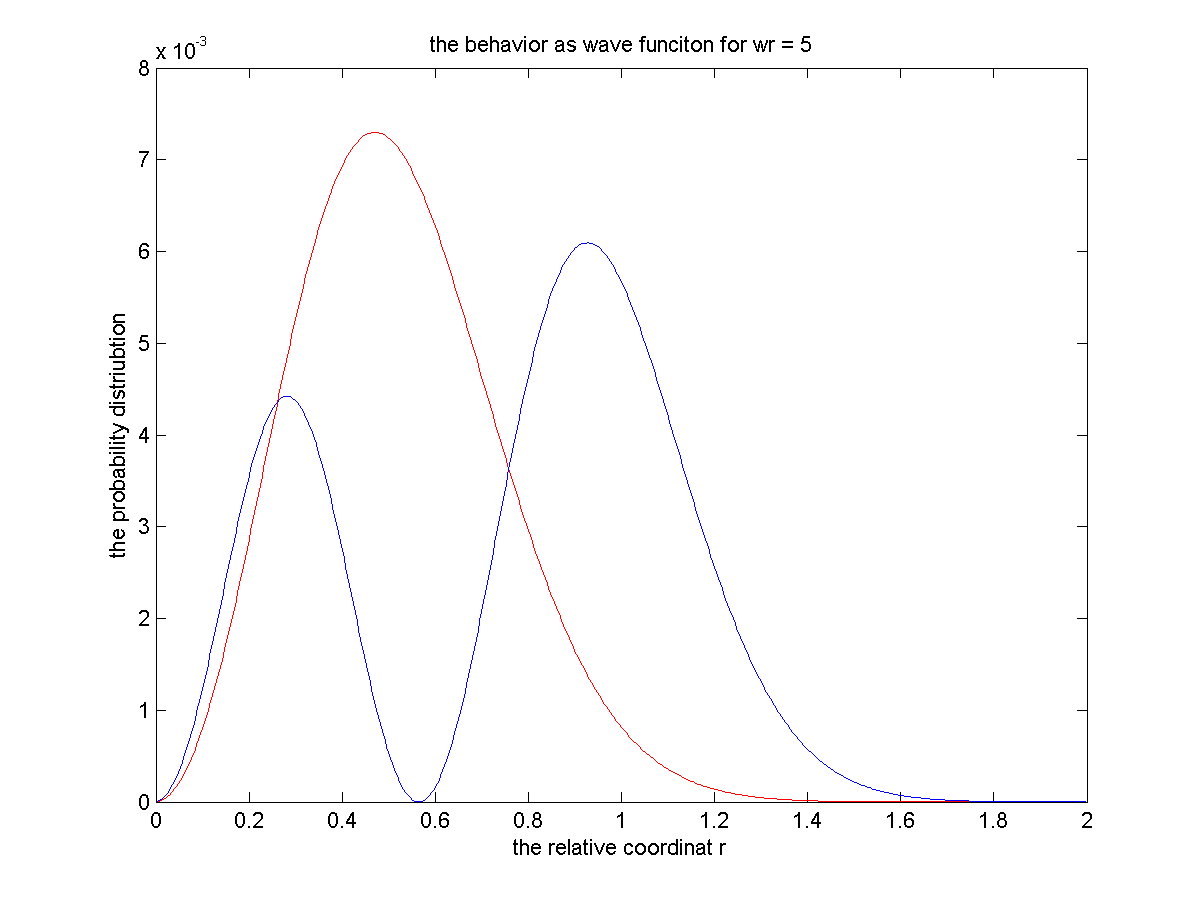 the behavior as wave funciton for wr = 5
x 10-3
8
7
6
5
4
3
2
1
0
the probability distriubtion
0 0.2 0.4 0.6 0.8 1 1.2 1.4 1.6 1.8 2
the relative coordinat r